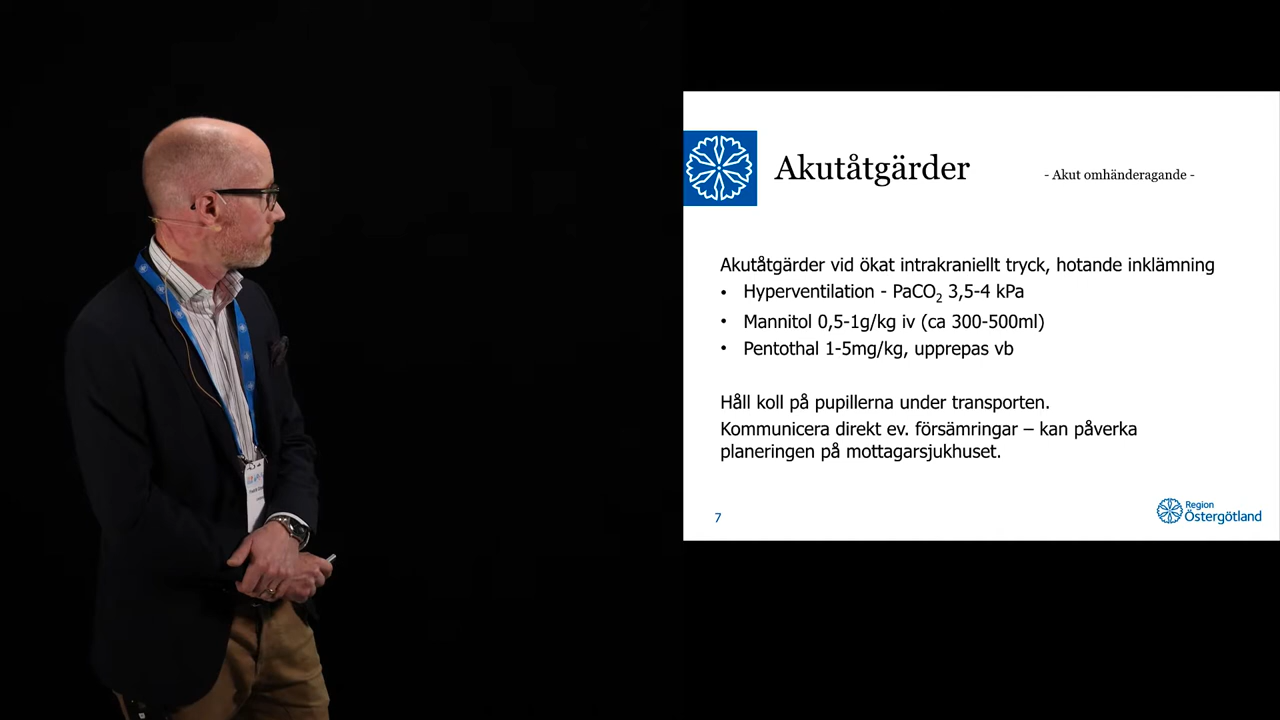 Akutåtgärder
- Akut omhänderagande -
Akutåtgärder vid ökat intrakraniellt tryck, hotande inklämning
• Hyperventilation - PaCO₂ 3,5-4 kPa
• Mannitol 0,5-1g/kg iv (ca 300-500ml)
• Pentothal 1-5mg/kg, upprepas vb
Håll koll på pupillerna under transporten.
Kommunicera direkt ev. försämringar – kan påverka
planeringen på mottagarsjukhuset.
7
Region
Östergötland